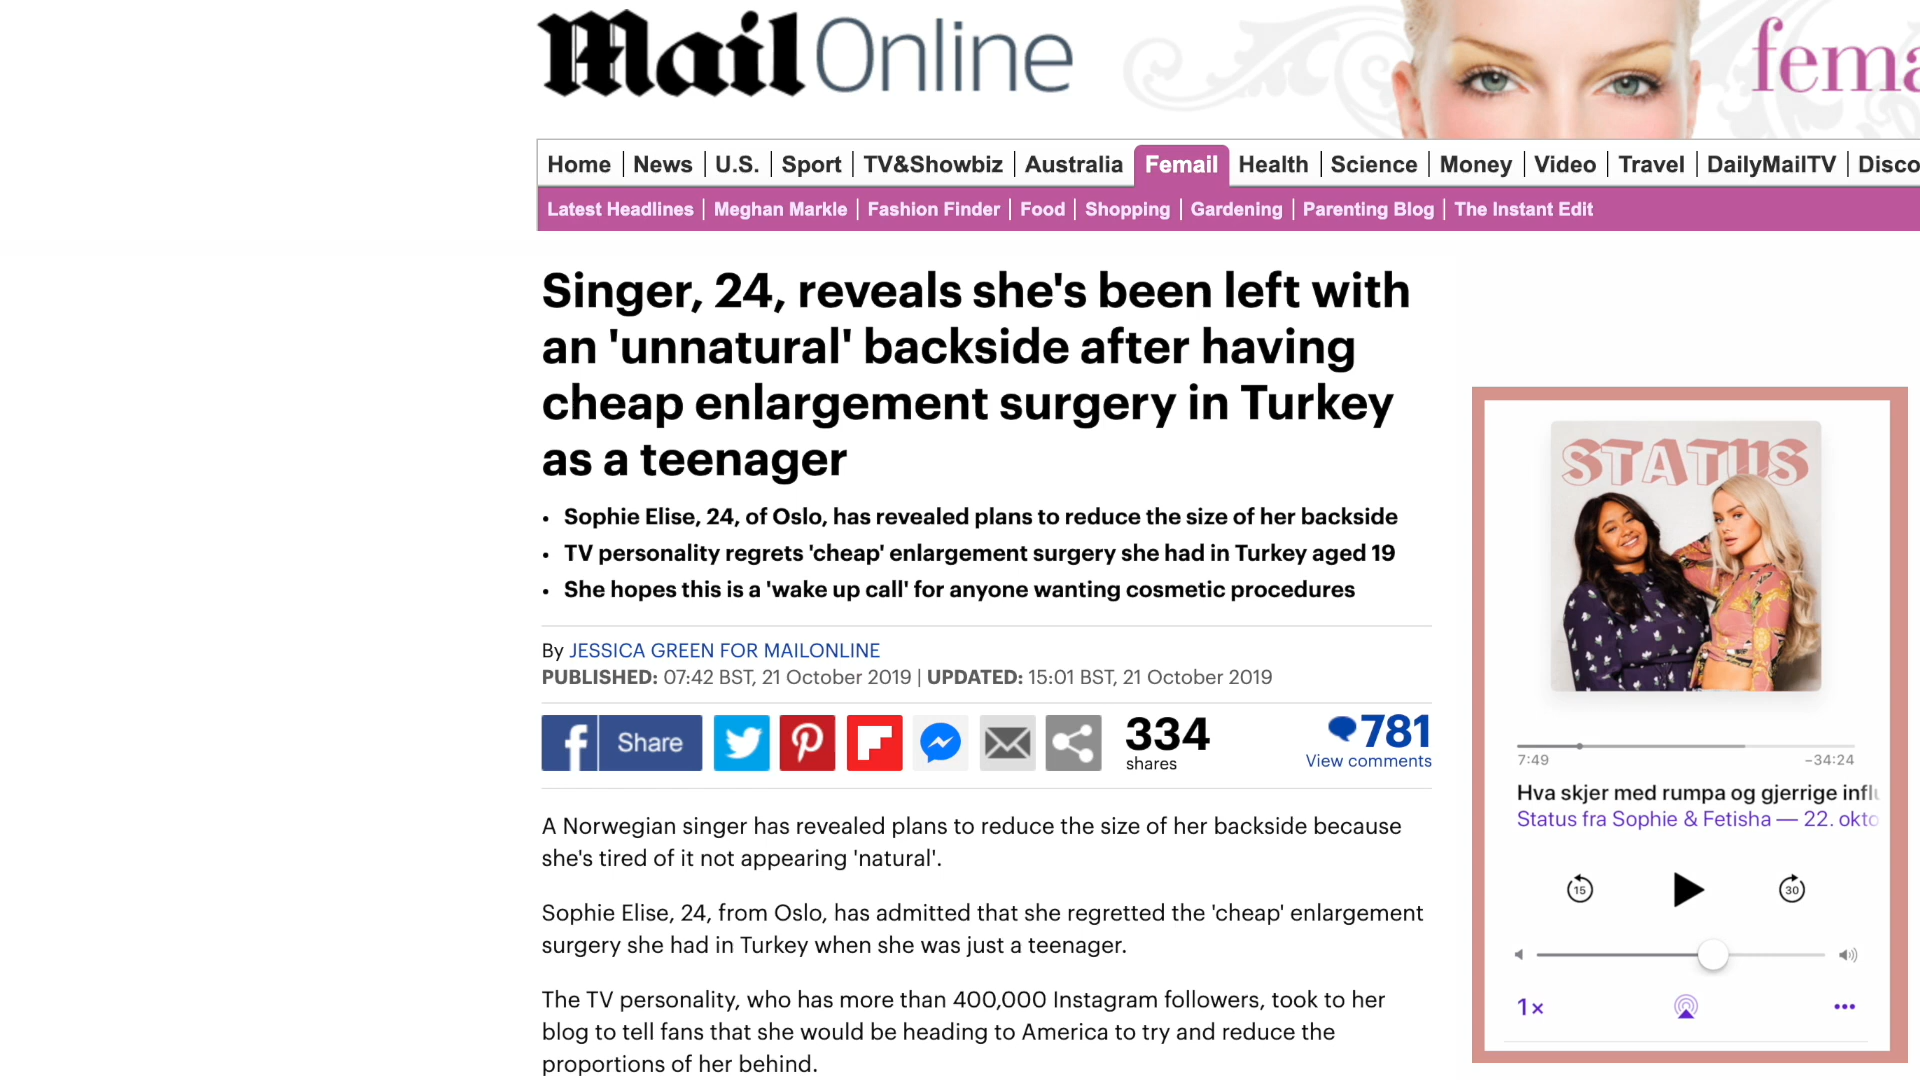 Mail Online
Home | News | U.S. | Sport | TV&Showbiz | Australia | Femail | Health | Science | Money | Video | Travel | DailyMailTV |
Latest Headlines | Meghan Markle | Fashion Finder | Food | Shopping | Gardening | Parenting Blog | The Instant Edit
Singer, 24, reveals she's been left with
an 'unnatural' backside after having
cheap enlargement surgery in Turkey
as a teenager
• Sophie Elise, 24, of Oslo, has revealed plans to reduce the size of her backside
• TV personality regrets 'cheap' enlargement surgery she had in Turkey aged 19
• She hopes this is a 'wake up call' for anyone wanting cosmetic procedures
By JESSICA GREEN FOR MAILONLINE
PUBLISHED: 07:42 BST, 21 October 2019 | UPDATED: 15:01 BST, 21 October 2019
Share
334
shares
781
View comments
A Norwegian singer has revealed plans to reduce the size of her backside because
she's tired of it not appearing 'natural'.
Sophie Elise, 24, from Oslo, has admitted that she regretted the 'cheap' enlargement
surgery she had in Turkey when she was just a teenager.
The TV personality, who has more than 400,000 Instagram followers, took to her
blog to tell fans that she would be heading to America to try and reduce the
proportions of her behind.
STATUS
7:49
-34:24
Hva skjer med rumpa og gjerrige
Status fra Sophie & Fetisha — 22.
15
30
1×